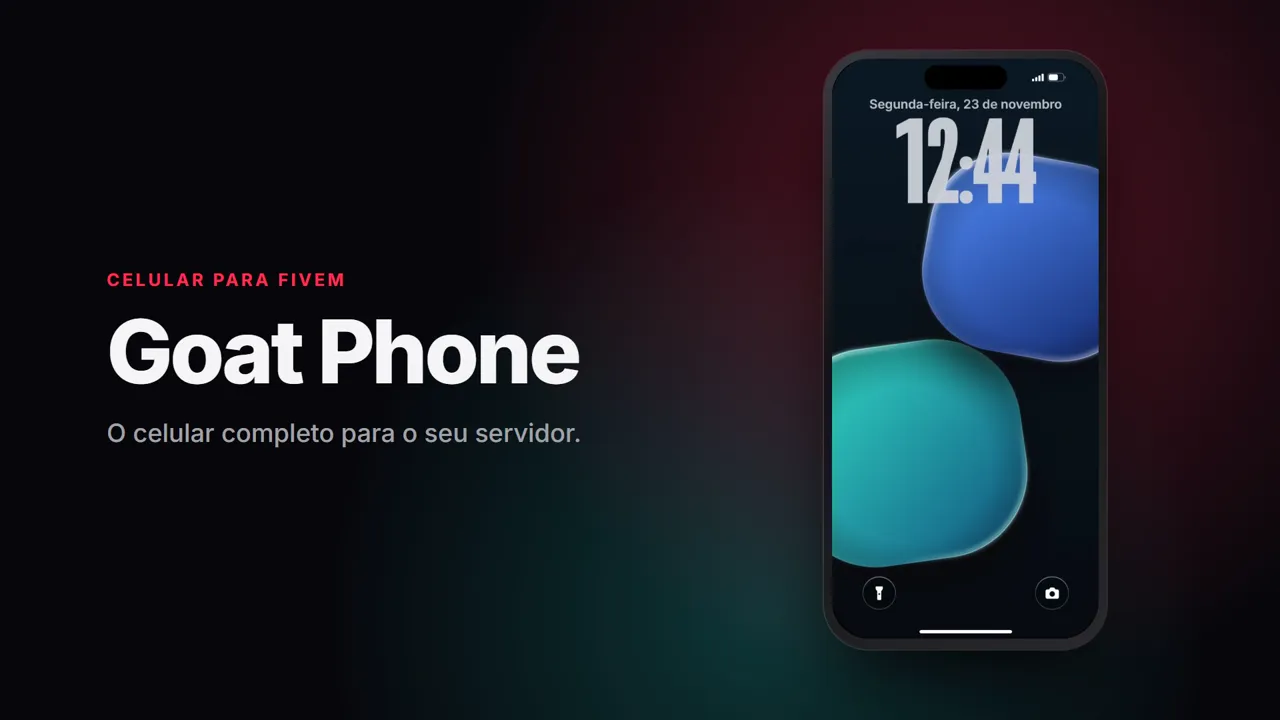 CELULAR PARA FIVEM
Goat Phone
O celular completo para o seu servidor.
Segunda-feira, 23 de novembro
12:44